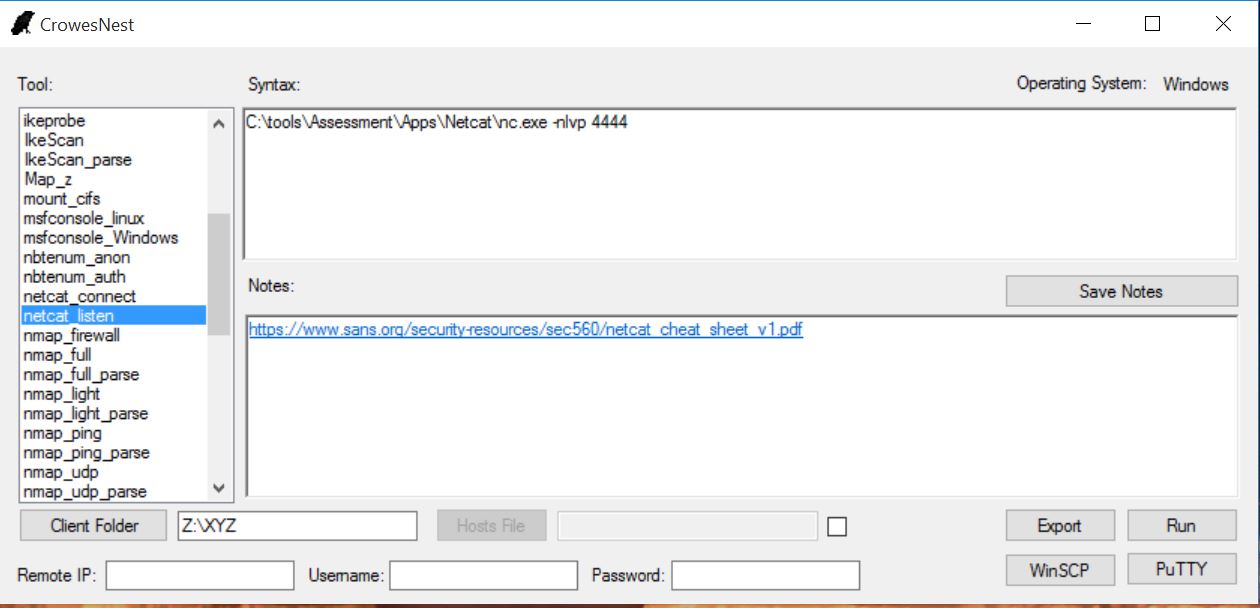 CrowesNest
Tool:
Syntax:
Operating System: Windows
ikeprobe
IkeScan
IkeScan_parse
Map_z
mount_cifs
msfconsole_linux
msfconsole_Windows
nbtenum_anon
nbtenum_auth
netcat_connect
netcat_listen
nmap_firewall
nmap_full
nmap_full_parse
nmap_light
nmap_light_parse
nmap_ping
nmap_ping_parse
nmap_udp
nmap_udp_parse
C:\tools\Assessment\Apps\Netcat\nc.exe -nlvp 4444
Notes:
Save Notes
https://www.sans.org/security-resources/sec560/netcat_cheat_sheet_v1.pdf
Client Folder
Z:\XYZ
Hosts File
Export
Run
Remote IP:
Username:
Password:
WinSCP
PuTTY